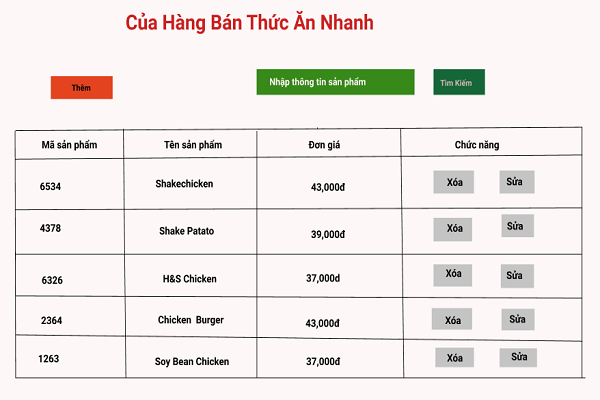 Của Hàng Bán Thức Ăn Nhanh
Thêm Nhập thông tin sản phẩm Tìm Kiếm
Mã sản phẩm Tên sản phẩm Đơn giá Chức năng
6534 Shakechicken 43,000đ Xóa Sửa
4378 Shake Patato 39,000đ Xóa Sửa
6326 H&S Chicken 37,000d Xóa Sửa
2364 Chicken Burger 43,000đ Xóa Sửa
1263 Soy Bean Chicken 37,000đ Xóa Sửa